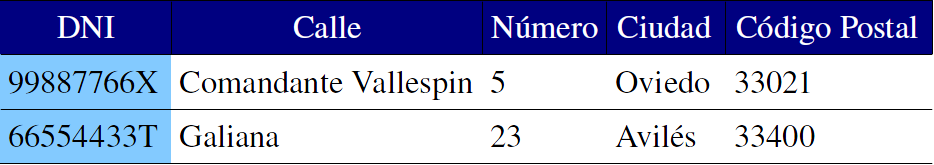 DNI Calle Número Ciudad Código Postal
99887766X Comandante Vallespin 5 Oviedo 33021
66554433T Galiana 23 Avilés 33400